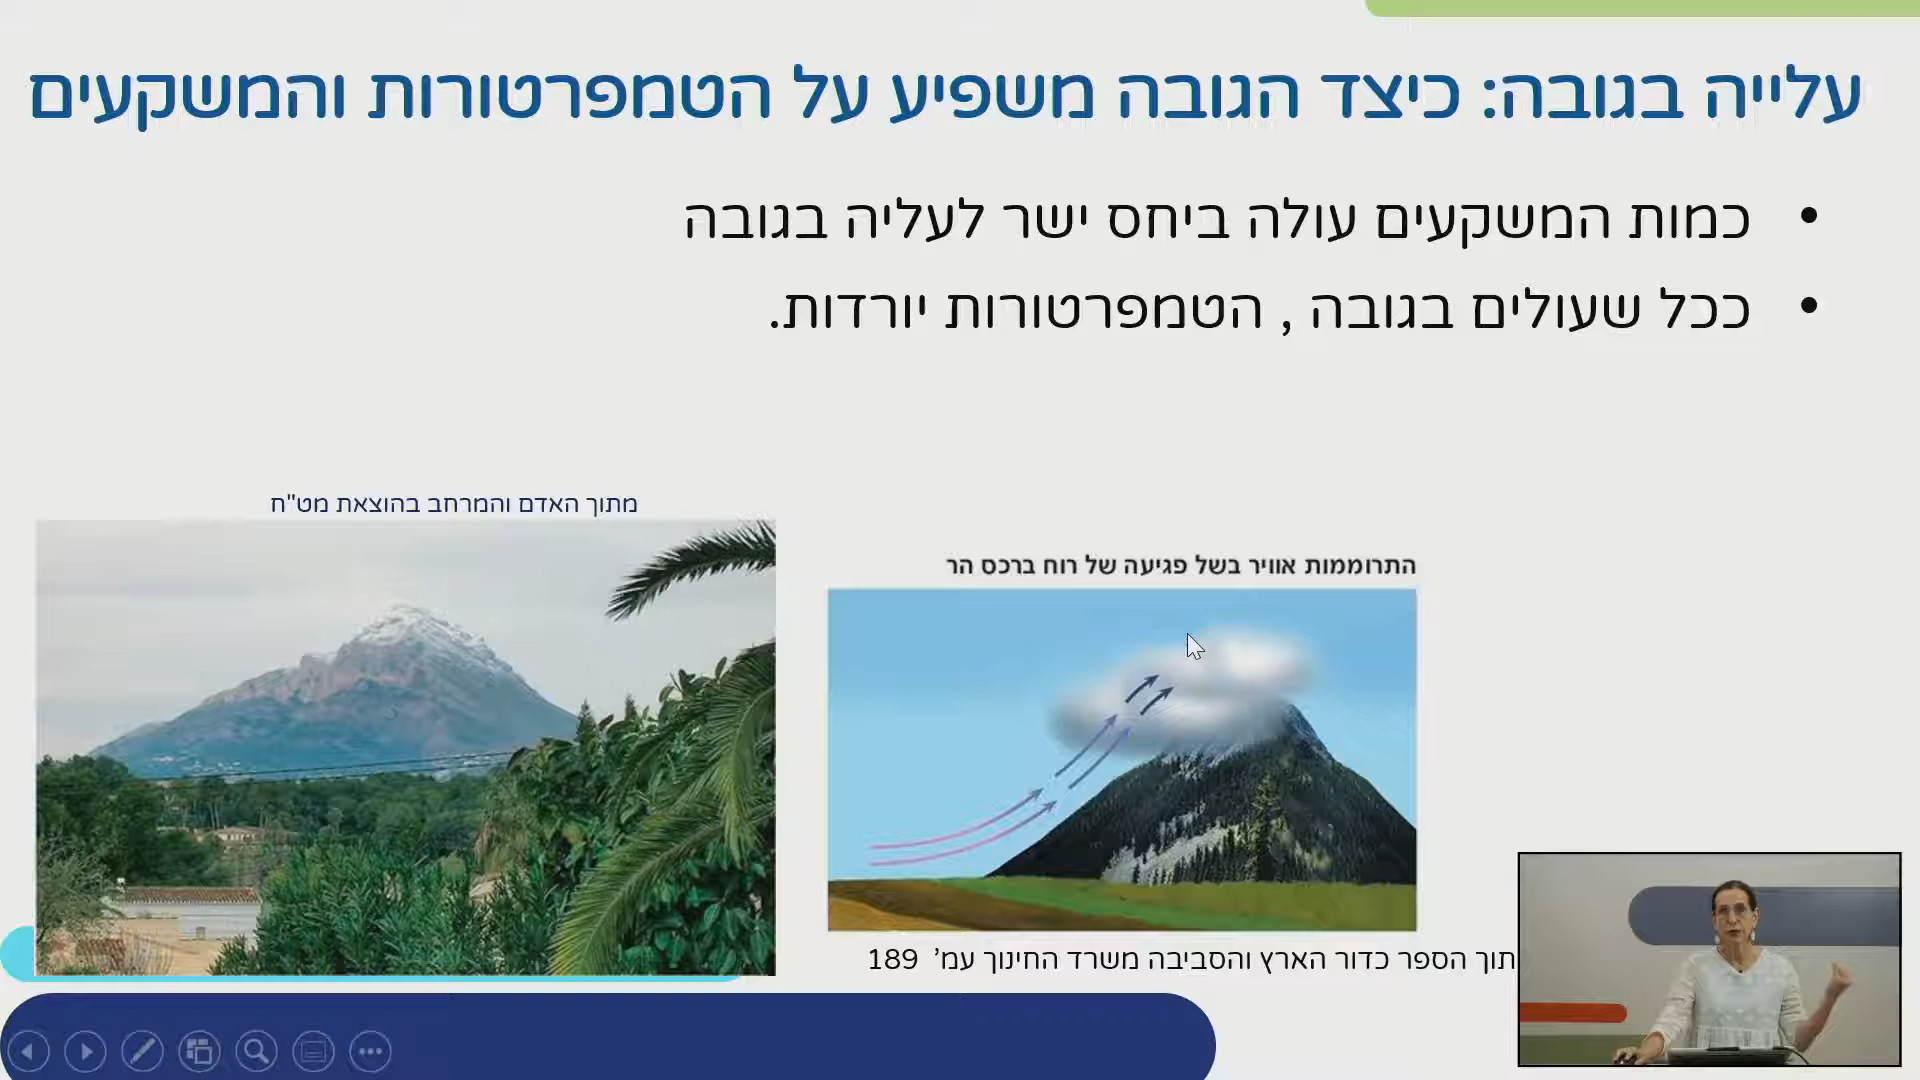 עלייה בגובה: כיצד הגובה משפיע על הטמפרטורות והמשקעים
• כמות המשקעים עולה ביחס ישר לעליה בגובה
• ככל שעולים בגובה , הטמפרטורות יורדות.
מתוך האדם והמרחב בהוצאת מט"ח
התרוממות אוויר בשל פגיעה של רוח ברכס הר
תוך הספר כדור הארץ והסביבה משרד החינוך עמ' 189